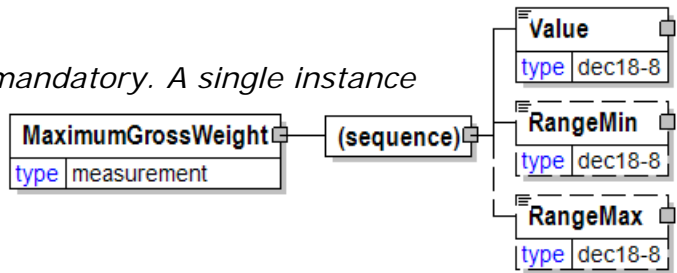 Value
type dec18-8
mandatory. A single instance
RangeMin
type dec18-8
MaximumGrossWeight
type measurement
(sequence)
RangeMax
type dec18-8